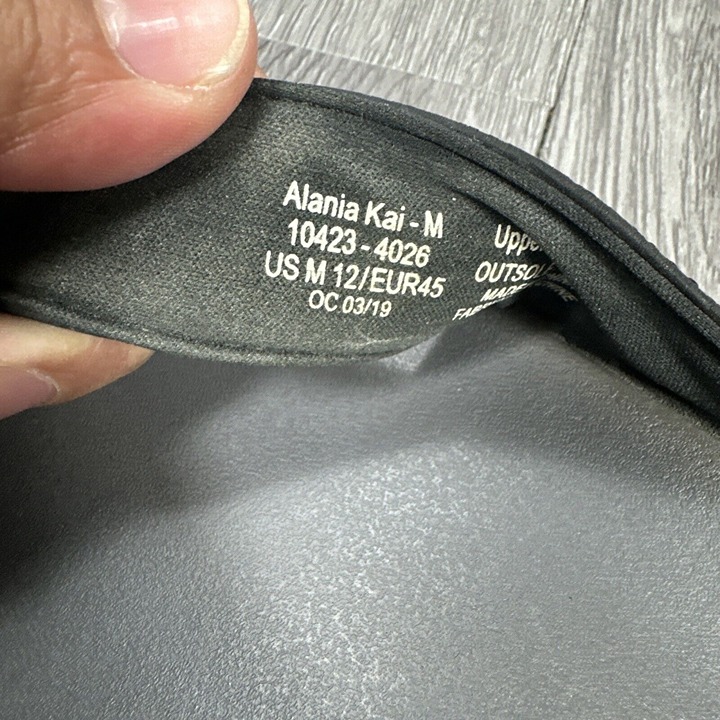 Alania Kai - M
10423 - 4026
US M 12/EUR45
OC 03/19